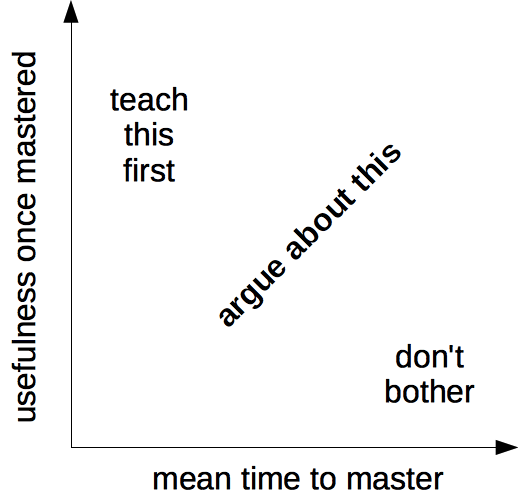 usefulness once mastered
teach
this
first
argue about this
don't
bother
mean time to master